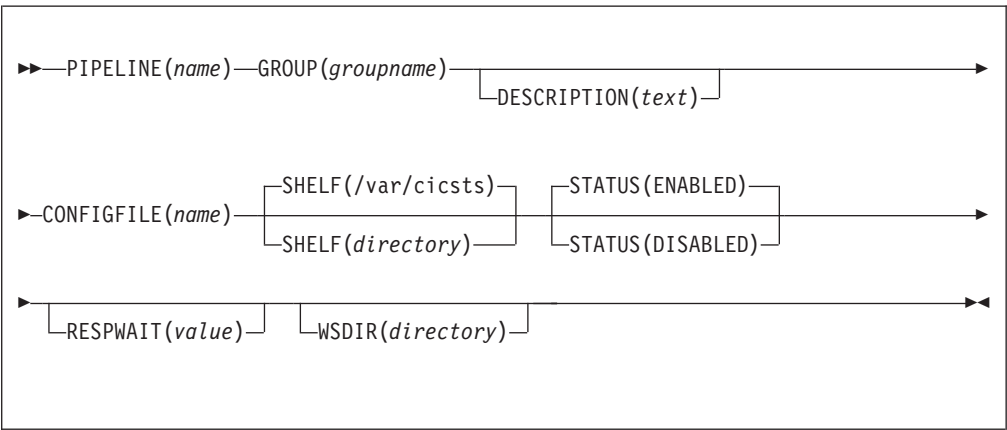 PIPELINE(name) GROUP(groupname)
DESCRIPTION(text)
SHELF(/var/cicsts) STATUS(ENABLED)
CONFIGFILE(name)
SHELF(directory) STATUS(DISABLED)
RESPWAIT(value) WSDIR(directory)